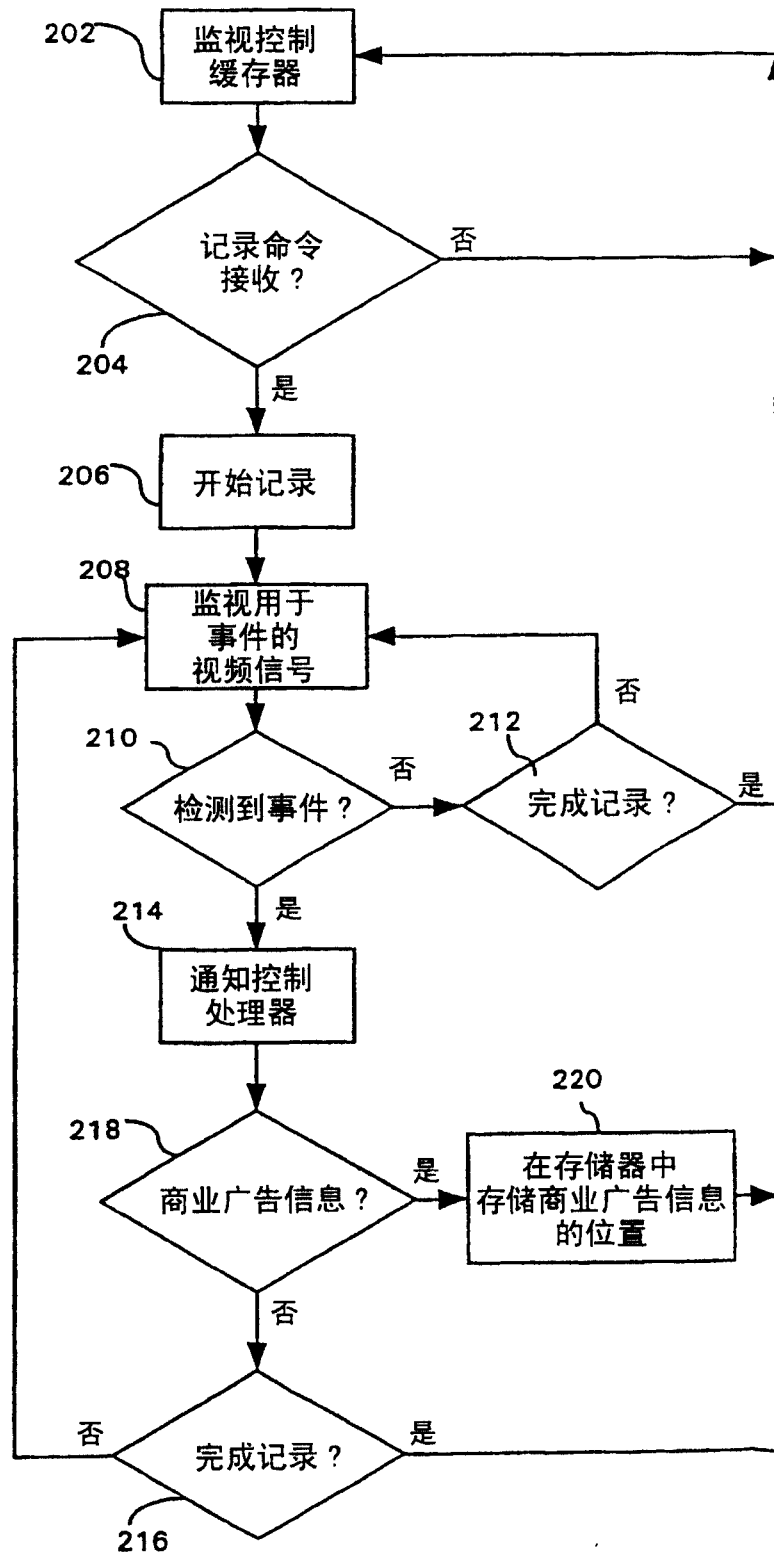 202
监视控制
缓存器
记录命令
接收？
否
204
是
206
开始记录
208
监视用于
事件的
视频信号
否
210
212
否
检测到事件？
完成记录？
是
是
214
通知控制
处理器
220
218
是
在存储器中
商业广告信息？
存储商业广告信息
的位置
否
否
是
完成记录？
216